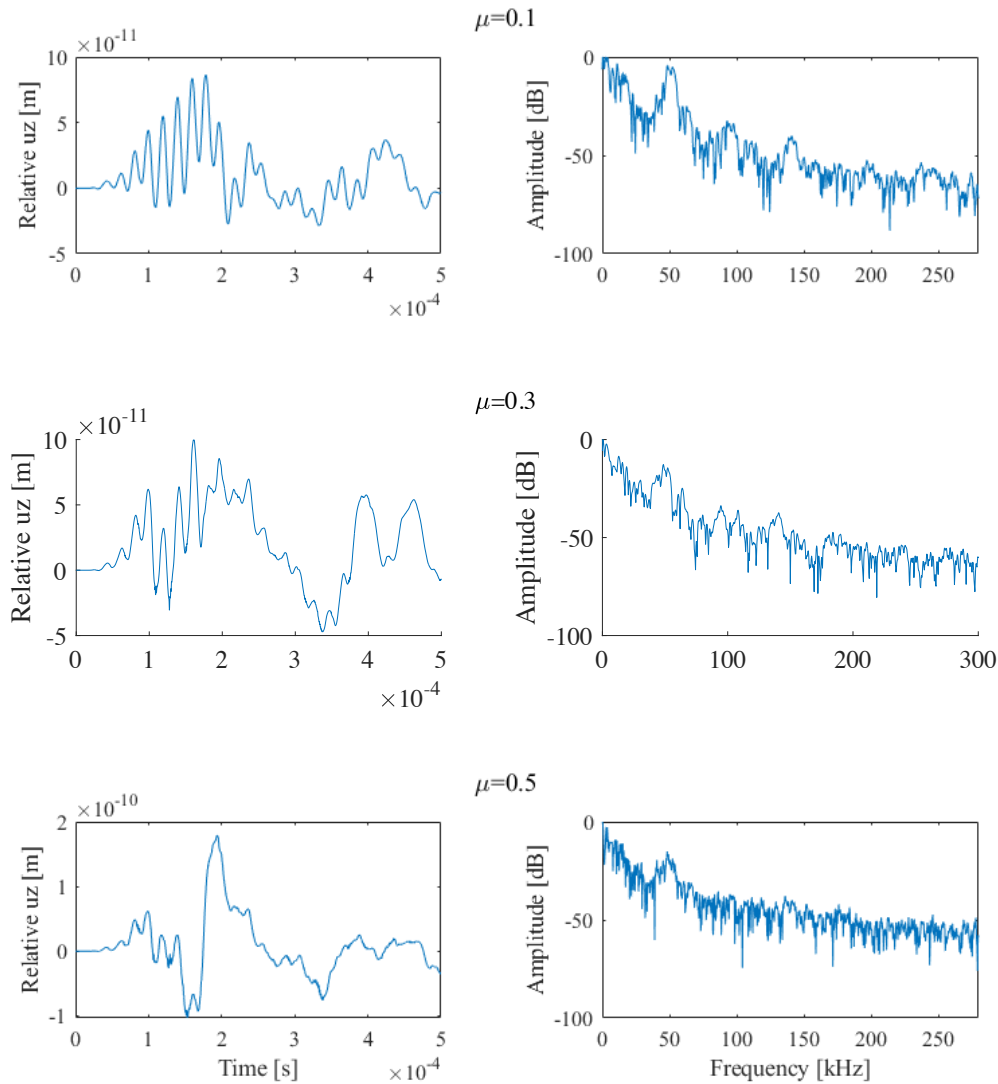 μ=0.1
×10-11
Relative uz [m]
10
5
0
-5
0 1 2 3 4 5
×10-4
Amplitude [dB]
0
-50
-100
0 50 100 150 200 250
μ=0.3
×10-11
Relative uz [m]
10
5
0
-5
0 1 2 3 4 5
×10-4
Amplitude [dB]
0
-50
-100
0 100 200 300
μ=0.5
×10-10
Relative uz [m]
2
1
0
-1
0 1 2 3 4 5
Time [s]
×10-4
Amplitude [dB]
0
-50
-100
0 50 100 150 200 250
Frequency [kHz]